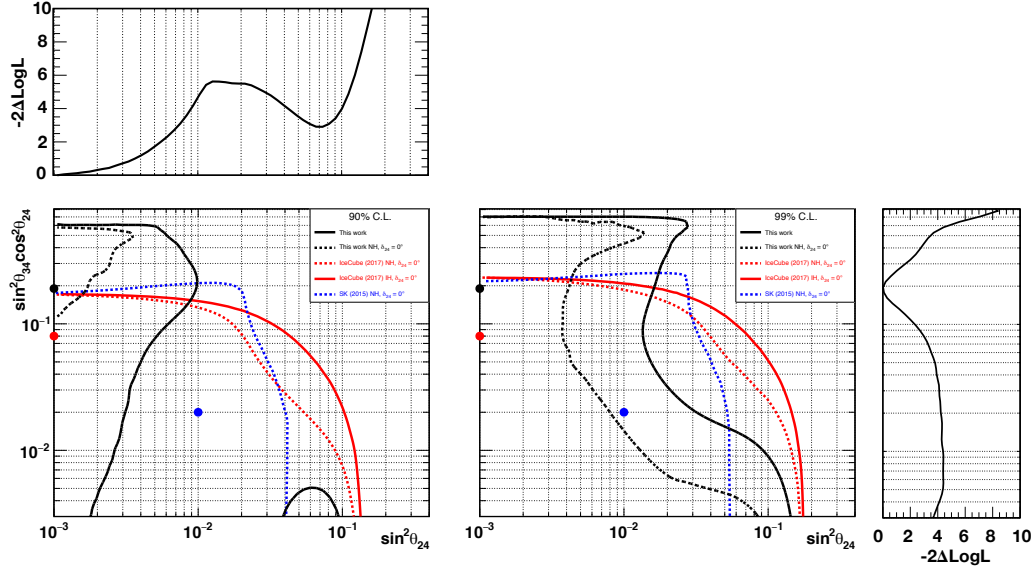 10
8
6
4
2
0
-2ΔLogL
sin²θ₃₄cos²θ₂₄
10⁻¹
10⁻²
90% C.L.
This work
This work NH, δ₂₄ = 0°
IceCube (2017) NH, δ₂₄ = 0°
IceCube (2017) IH, δ₂₄ = 0°
SK (2015) NH, δ₂₄ = 0°
10⁻³ 10⁻² 10⁻¹
sin²θ₂₄
99% C.L.
This work
This work NH, δ₂₄ = 0°
IceCube (2017) NH, δ₂₄ = 0°
IceCube (2017) IH, δ₂₄ = 0°
SK (2015) NH, δ₂₄ = 0°
10⁻³ 10⁻² 10⁻¹
sin²θ₂₄
0 2 4 6 8 10
-2ΔLogL